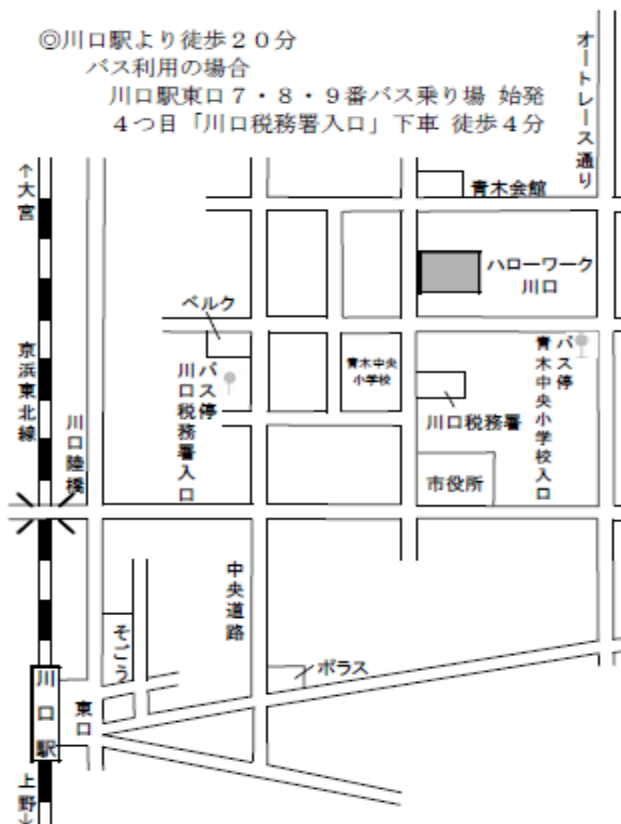 ◎川口駅より徒歩20分
バス利用の場合
川口駅東口7・8・9番バス乗り場 始発
4つ目「川口税務署入口」下車 徒歩4分
オートレース通り
↑大宮
青木会館
ハローワーク
川口
ベルク
京浜東北線
川口陸橋
バス停
川口税務署入口
青木中央
小学校
バス停
青木中央小学校入口
川口税務署
市役所
中央道路
そごう
ポラス
川口駅
東口
上野↓